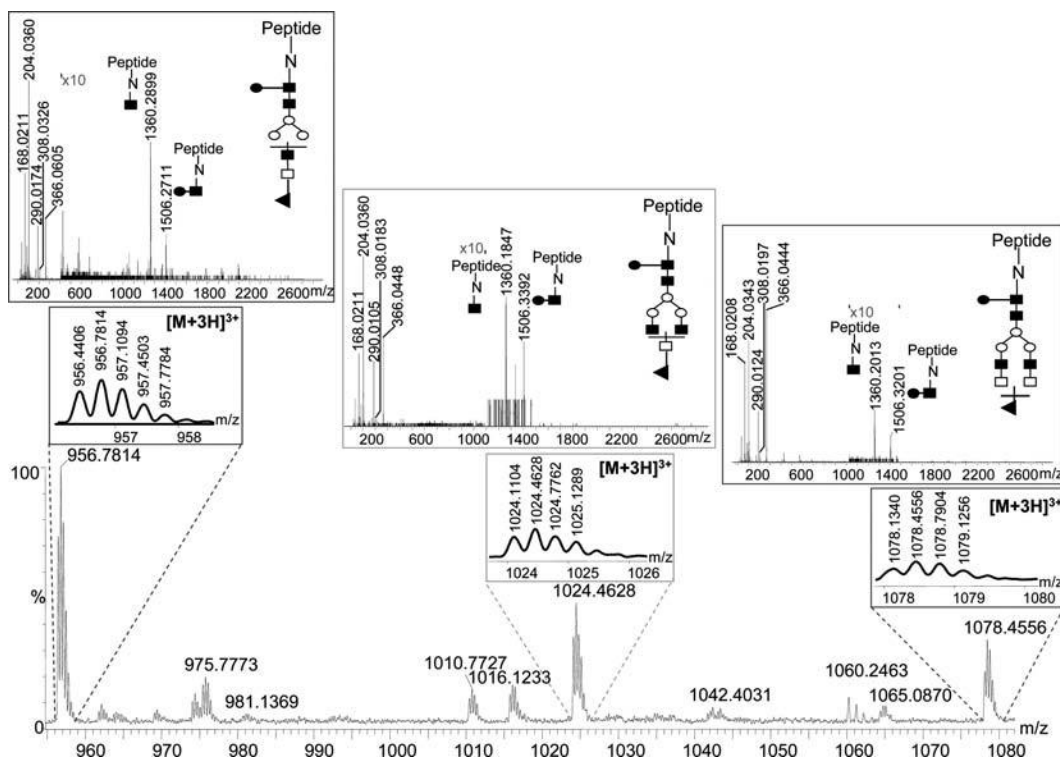 Peptide
N
204.0360
168.0211
290.0174
308.0326
366.0605
'x10
Peptide
N
1360.2899
Peptide
N
1506.2711
200 600 1000 1400 1800 2200 2600 m/z
Peptide
N
204.0360
168.0211
290.0105
308.0183
366.0448
x10,
Peptide
N
1360.1847
Peptide
N
1506.3392
200 600 1000 1400 1800 2200 2600 m/z
Peptide
N
204.0343
168.0208
290.0124
308.0197
366.0444
x10
Peptide
N
1360.2013
Peptide
N
1506.3201
200 600 1000 1400 1800 2200 2600 m/z
[M+3H]3+
956.4406
956.7814
957.1094
957.4503
957.7784
m/z
957 958
[M+3H]3+
1024.1104
1024.4628
1024.7762
1025.1289
m/z
1024 1025 1026
[M+3H]3+
1078.1340
1078.4556
1078.7904
1079.1256
m/z
1078 1079 1080
100
%
0
956.7814
975.7773
981.1369
1010.7727
1016.1233
1024.4628
1042.4031
1060.2463
1065.0870
1078.4556
960 970 980 990 1000 1010 1020 1030 1040 1050 1060 1070 1080
m/z